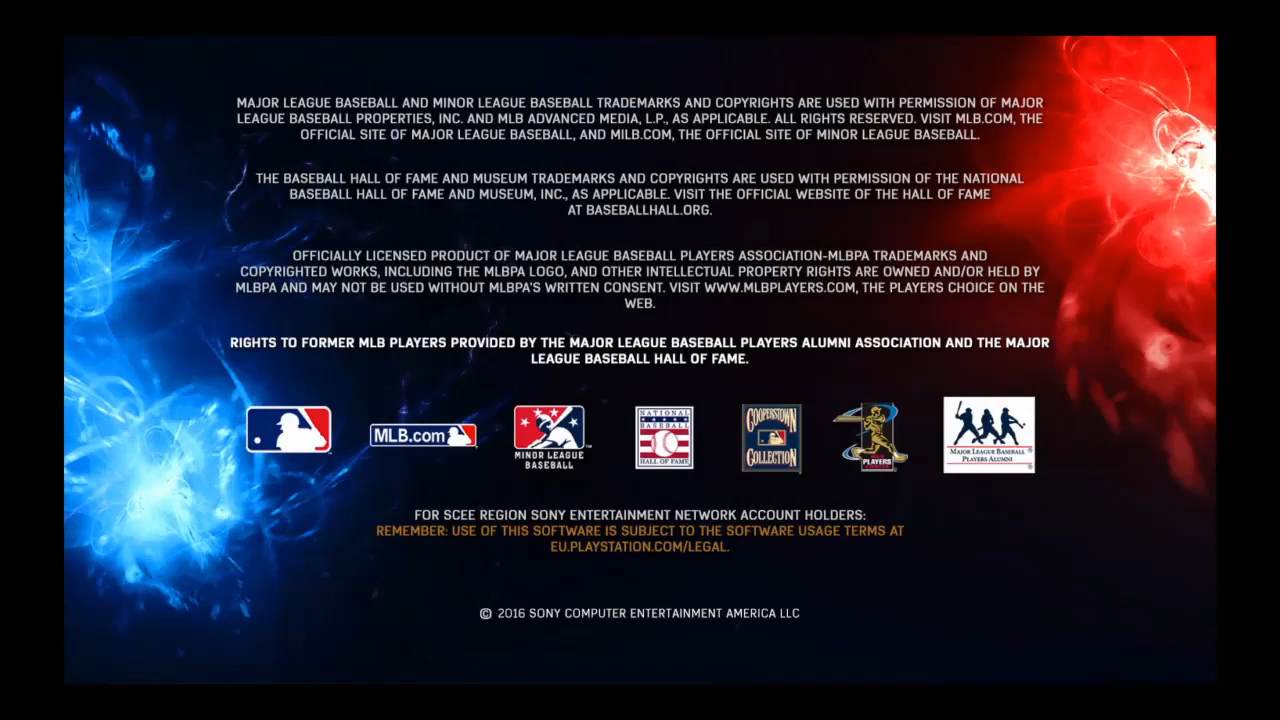 MAJOR LEAGUE BASEBALL AND MINOR LEAGUE BASEBALL TRADEMARKS AND COPYRIGHTS ARE USED WITH PERMISSION OF MAJOR
LEAGUE BASEBALL PROPERTIES, INC. AND MLB ADVANCED MEDIA, L.P., AS APPLICABLE. ALL RIGHTS RESERVED. VISIT MLB.COM, THE
OFFICIAL SITE OF MAJOR LEAGUE BASEBALL, AND MILB.COM, THE OFFICIAL SITE OF MINOR LEAGUE BASEBALL.
THE BASEBALL HALL OF FAME AND MUSEUM TRADEMARKS AND COPYRIGHTS ARE USED WITH PERMISSION OF THE NATIONAL
BASEBALL HALL OF FAME AND MUSEUM, INC., AS APPLICABLE. VISIT THE OFFICIAL WEBSITE OF THE HALL OF FAME
AT BASEBALLHALL.ORG.
OFFICIALLY LICENSED PRODUCT OF MAJOR LEAGUE BASEBALL PLAYERS ASSOCIATION-MLBPA TRADEMARKS AND
COPYRIGHTED WORKS, INCLUDING THE MLBPA LOGO, AND OTHER INTELLECTUAL PROPERTY RIGHTS ARE OWNED AND/OR HELD BY
MLBPA AND MAY NOT BE USED WITHOUT MLBPA'S WRITTEN CONSENT. VISIT WWW.MLBPLAYERS.COM, THE PLAYERS CHOICE ON THE
WEB.
RIGHTS TO FORMER MLB PLAYERS PROVIDED BY THE MAJOR LEAGUE BASEBALL PLAYERS ALUMNI ASSOCIATION AND THE MAJOR
LEAGUE BASEBALL HALL OF FAME.
MLB.com
MINOR LEAGUE
BASEBALL
NATIONAL
BASEBALL
HALL OF FAME
COOPERSTOWN
COLLECTION
PLAYERS
MAJOR LEAGUE BASEBALL
PLAYERS ALUMNI
FOR SCEE REGION SONY ENTERTAINMENT NETWORK ACCOUNT HOLDERS:
REMEMBER: USE OF THIS SOFTWARE IS SUBJECT TO THE SOFTWARE USAGE TERMS AT
EU.PLAYSTATION.COM/LEGAL.
© 2016 SONY COMPUTER ENTERTAINMENT AMERICA LLC